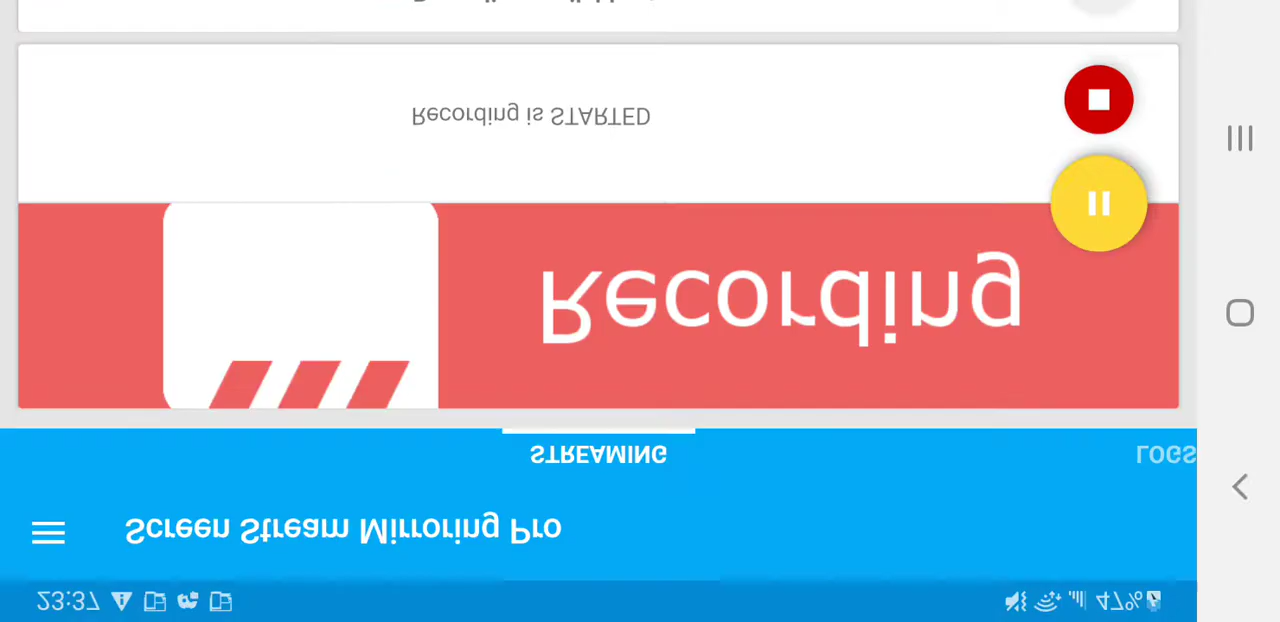 23:37 47%
Screen Stream Mirroring Pro
STREAMING LOGS
Recording
Recording is STARTED